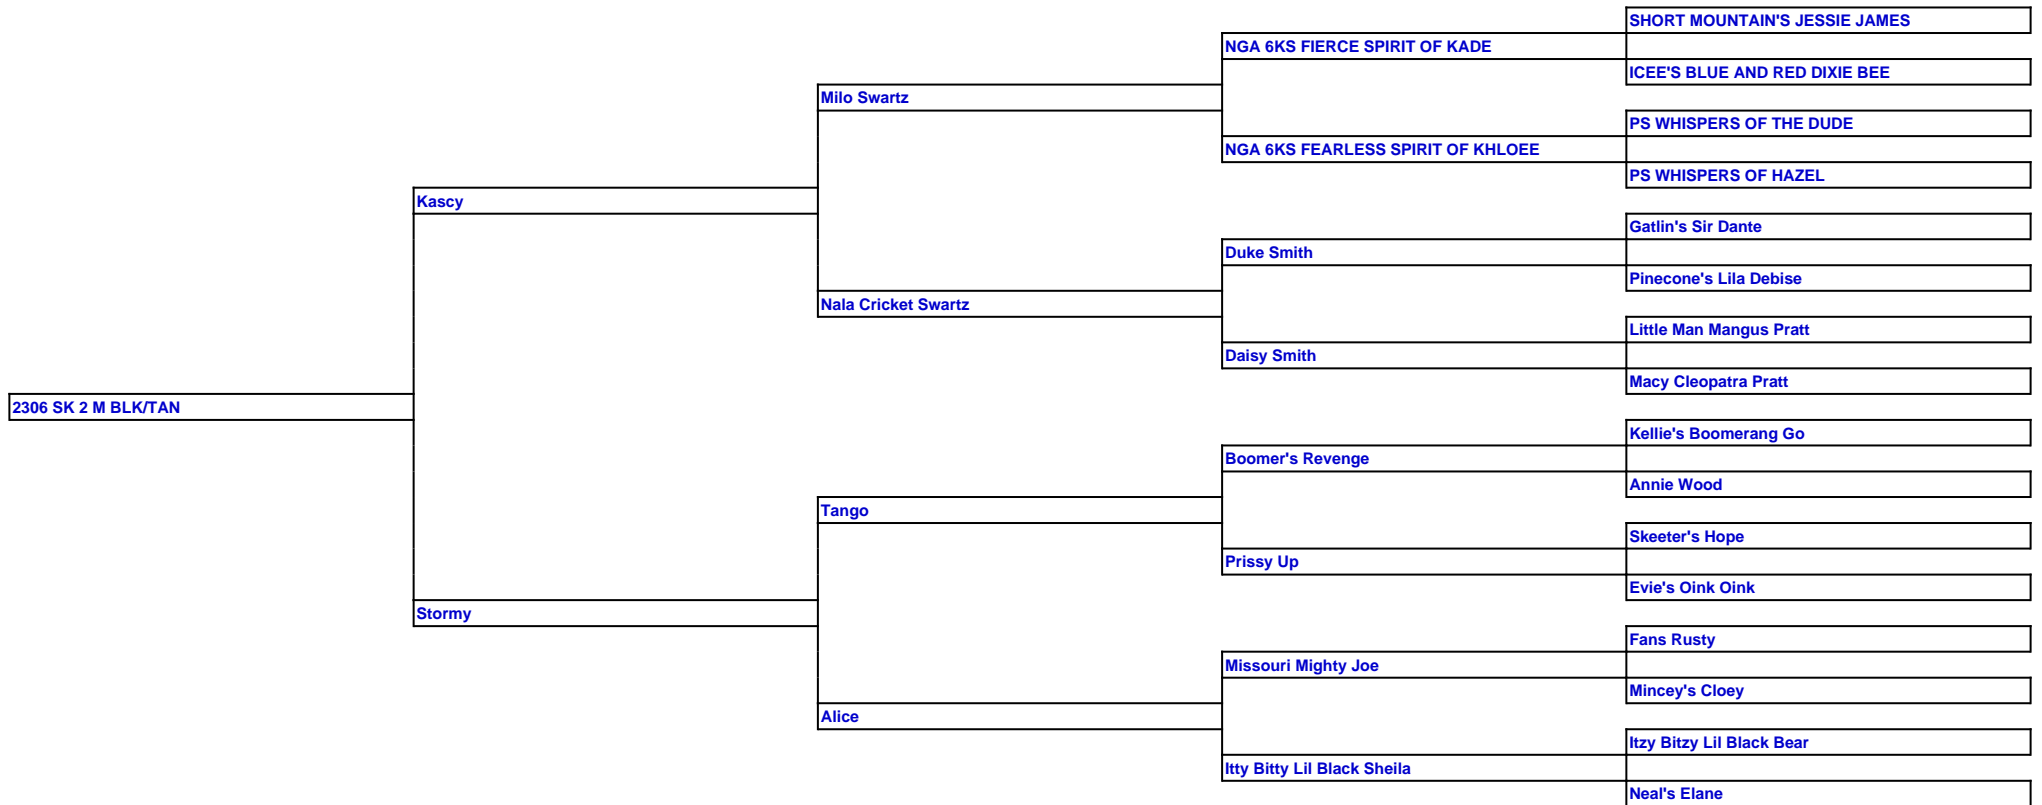 SHORT MOUNTAIN'S JESSIE JAMES
NGA 6KS FIERCE SPIRIT OF KADE
ICEE'S BLUE AND RED DIXIE BEE
Milo Swartz
PS WHISPERS OF THE DUDE
NGA 6KS FEARLESS SPIRIT OF KHLOEE
PS WHISPERS OF HAZEL
Kascy
Gatlin's Sir Dante
Duke Smith
Pinecone's Lila Debise
Nala Cricket Swartz
Little Man Mangus Pratt
Daisy Smith
Macy Cleopatra Pratt
2306 SK 2 M BLK/TAN
Kellie's Boomerang Go
Boomer's Revenge
Annie Wood
Tango
Skeeter's Hope
Prissy Up
Evie's Oink Oink
Stormy
Fans Rusty
Missouri Mighty Joe
Mincey's Cloey
Alice
Itzy Bitzy Lil Black Bear
Itty Bitty Lil Black Sheila
Neal's Elane